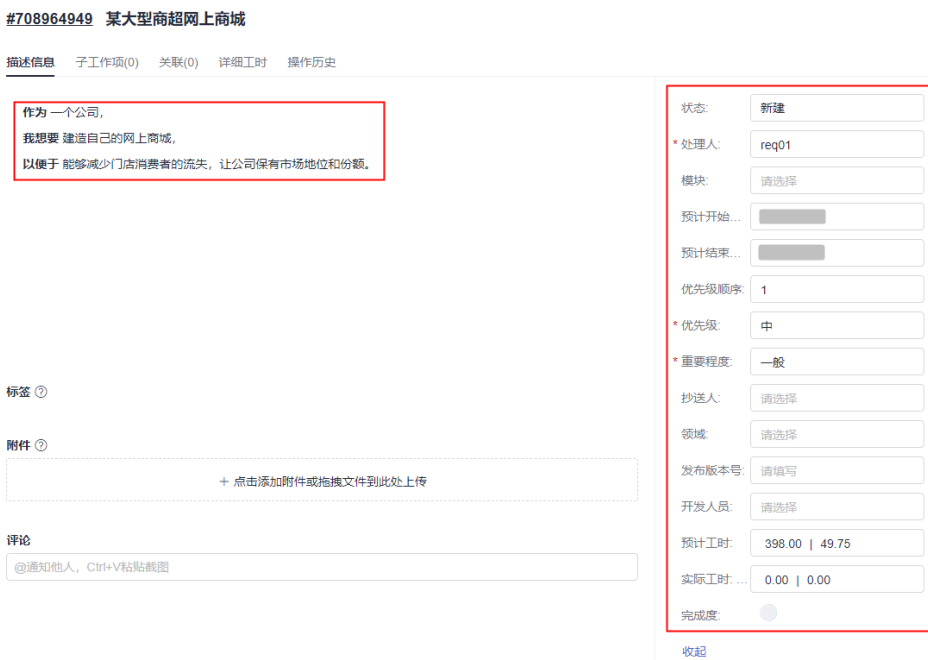 #708964949 某大型商超网上商城
描述信息 子工作项(0) 关联(0) 详细工时 操作历史
作为 一个公司，
我想要 建造自己的网上商城，
以便于 能够减少门店消费者的流失，让公司保有市场地位和份额。
标签 ?
附件 ?
+ 点击添加附件或拖拽文件到此处上传
评论
@通知他人，Ctrl+V粘贴截图
状态: 新建
* 处理人: req01
模块: 请选择
预计开始...
预计结束...
优先级顺序: 1
* 优先级: 中
* 重要程度: 一般
抄送人: 请选择
领域: 请选择
发布版本号: 请填写
开发人员: 请选择
预计工时: 398.00 | 49.75
实际工时: ... 0.00 | 0.00
完成度:
收起